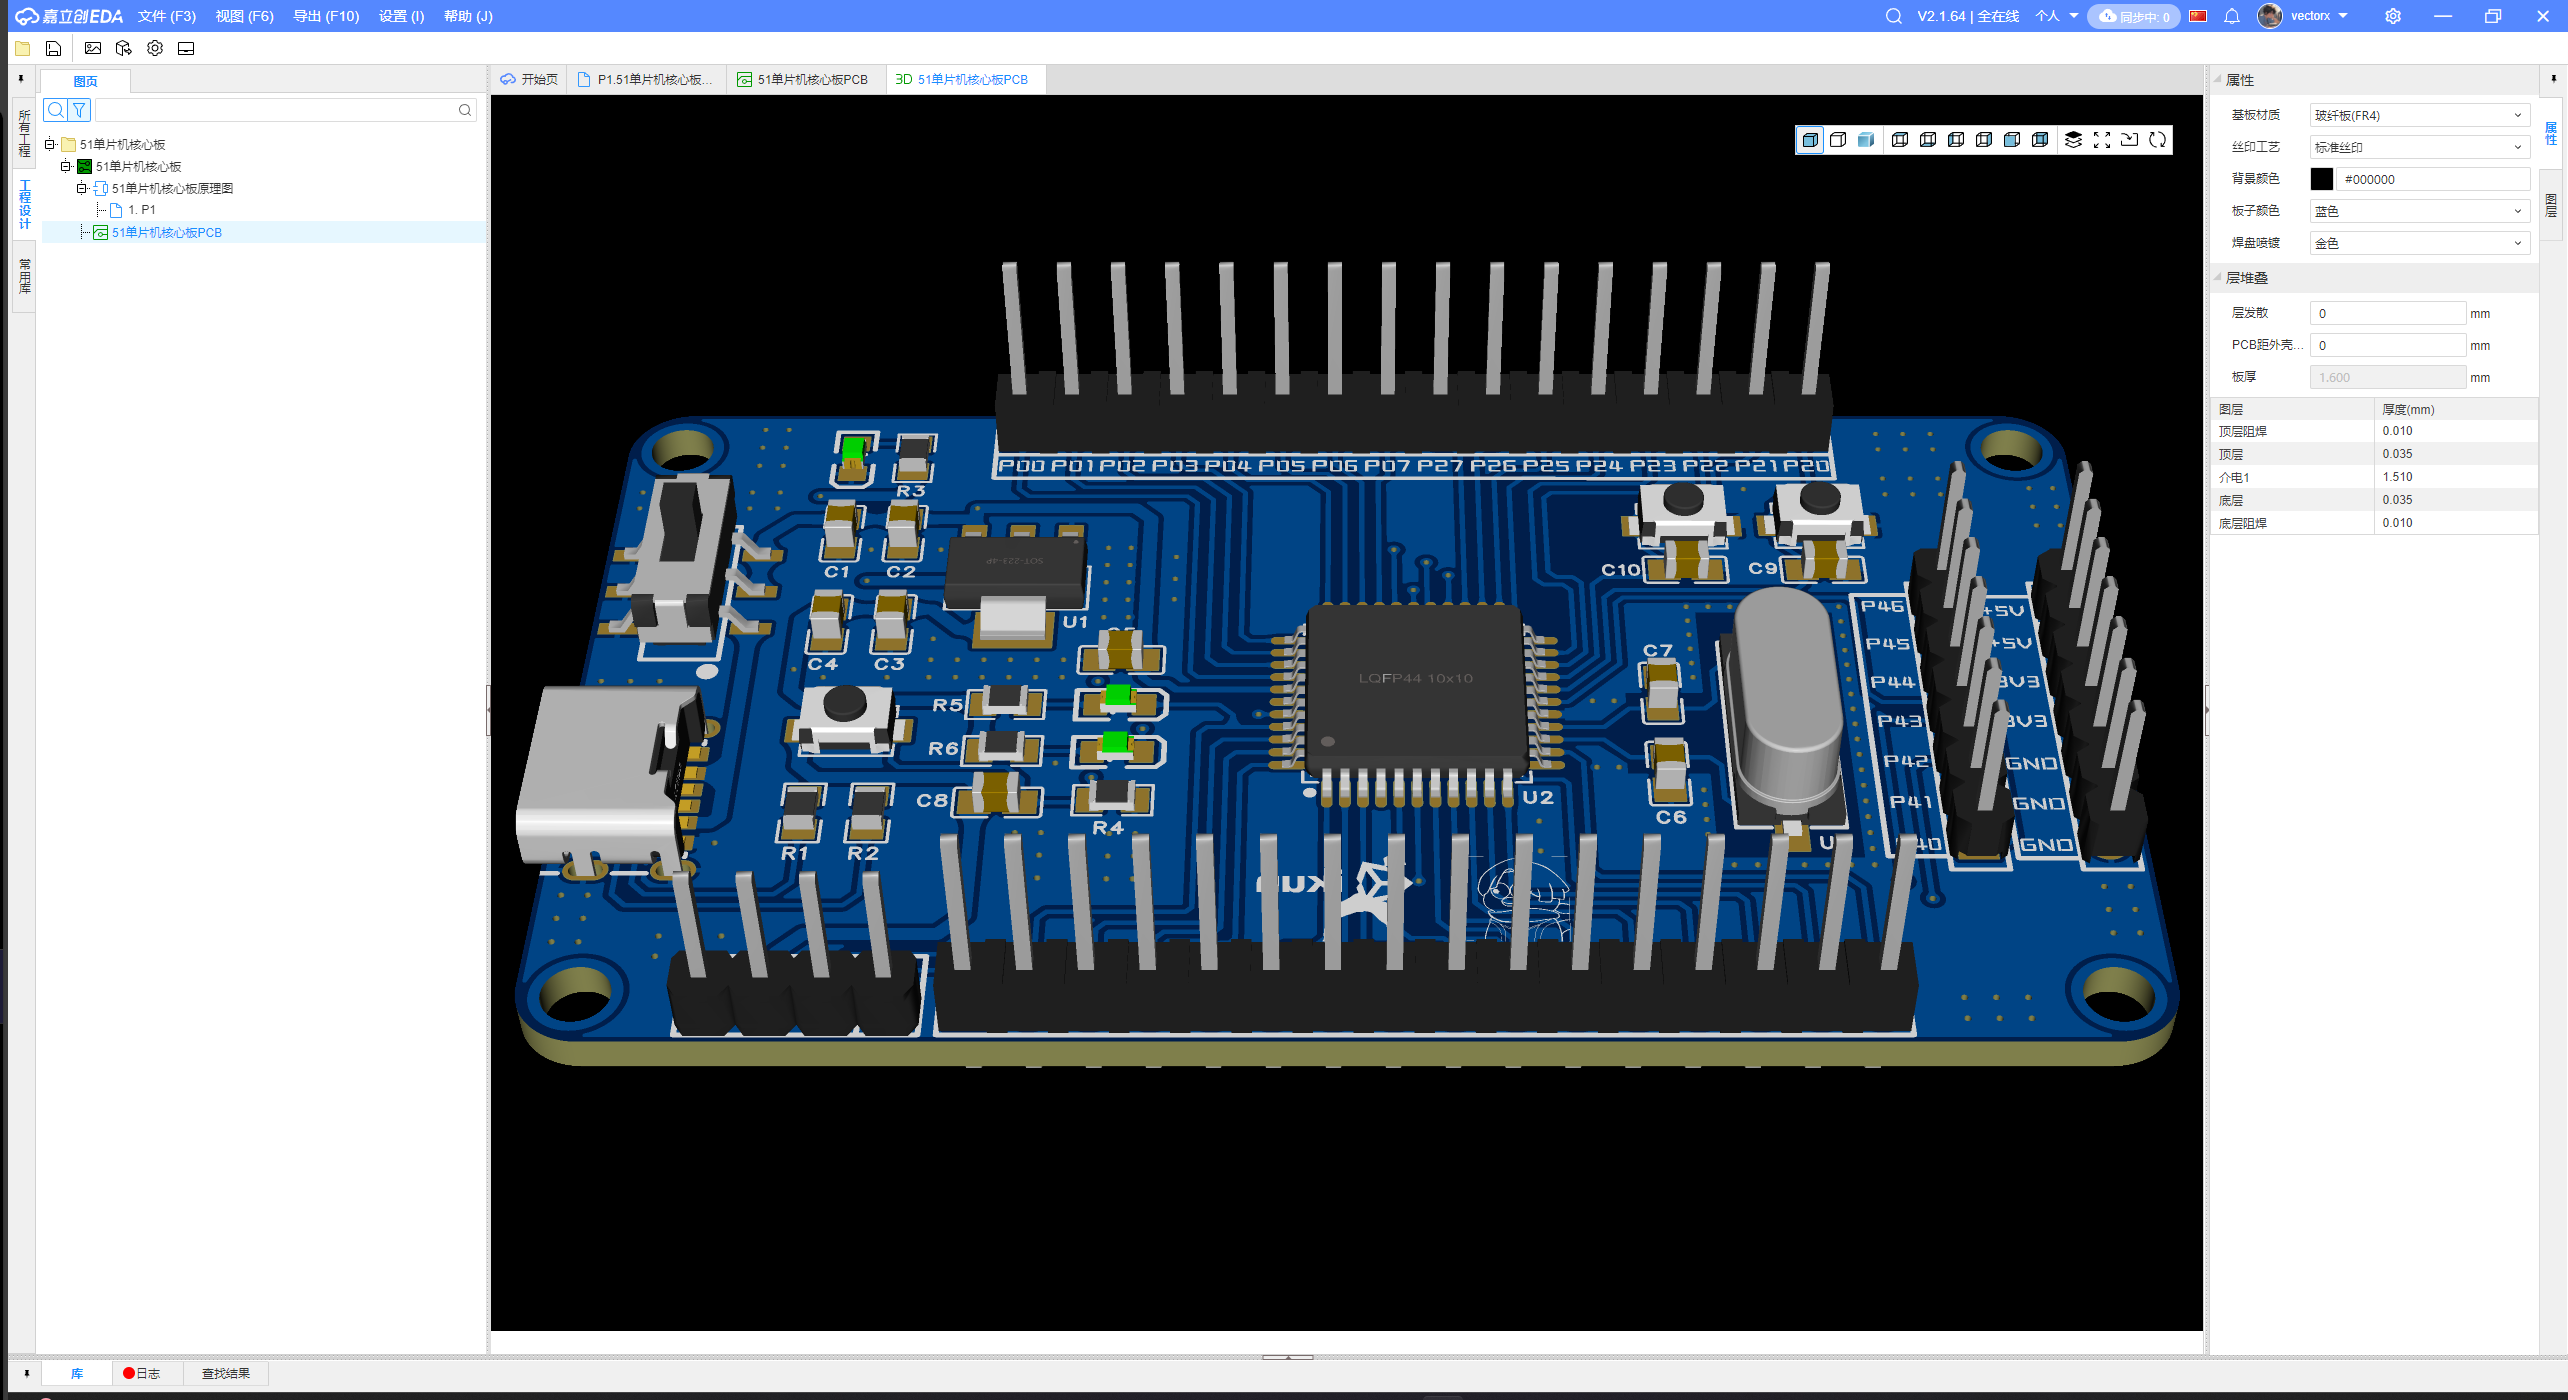 嘉立创EDA 文件 (F3) 视图 (F6) 导出 (F10) 设置 (I) 帮助 (J) V2.1.64 | 全在线 个人 同步中: 0 vectorx
图页
开始页 P1.51单片机核心板... 51单片机核心板PCB 3D 51单片机核心板PCB
所有工程
工程设计
常用库
51单片机核心板
51单片机核心板
51单片机核心板原理图
1. P1
51单片机核心板PCB
P00 P01 P02 P03 P04 P05 P06 P07 P27 P26 P25 P24 P23 P22 P21 P20
R3
C1 C2
SOT-223-4P
U1
C10 C9
C4 C3
C5
P46 +5V
P45 +5V
P44 3V3
P43 3V3
P42 GND
P41 GND
P40 GND
C7
LQFP44 10x10
R5
R6
C8
U2
R4
C6
R1 R2
U
属性
基板材质 玻纤板(FR4)
丝印工艺 标准丝印
背景颜色 #000000
板子颜色 蓝色
焊盘喷镀 金色
层堆叠
层发散 0 mm
PCB距外壳... 0 mm
板厚 1.600 mm
图层 厚度(mm)
顶层阻焊 0.010
顶层 0.035
介电1 1.510
底层 0.035
底层阻焊 0.010
属性
图层
库 日志 查找结果